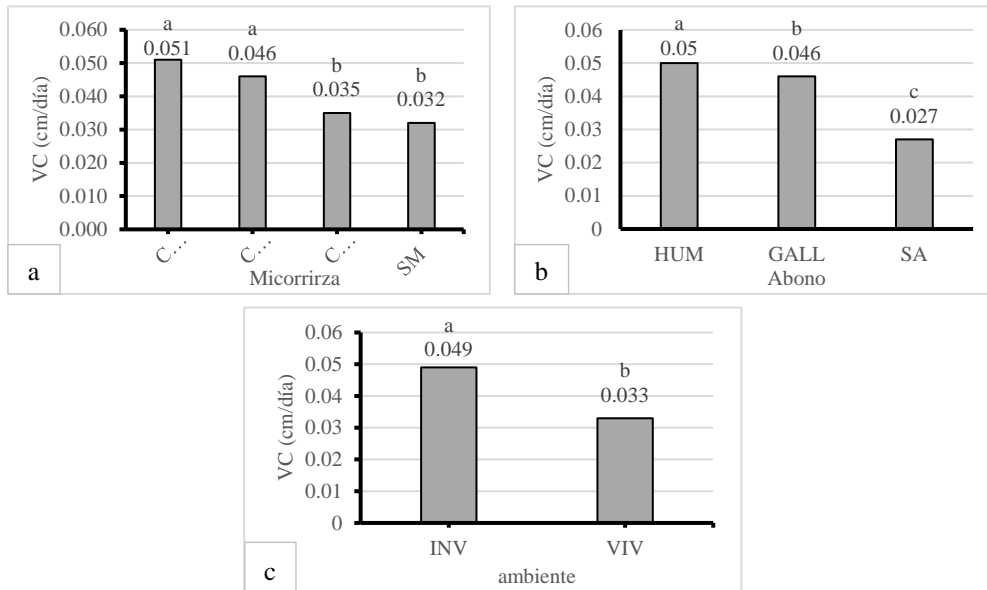 a
a
b
b
0.051
0.046
0.035
0.032
0.060
0.050
0.040
0.030
0.020
0.010
0.000
VC (cm/día)
C…
C…
C…
SM
Micorrirza
a
a
b
c
0.05
0.046
0.027
0.06
0.05
0.04
0.03
0.02
0.01
0
VC (cm/día)
HUM
GALL
SA
Abono
b
a
b
0.049
0.033
0.06
0.05
0.04
0.03
0.02
0.01
0
VC (cm/día)
INV
VIV
ambiente
c